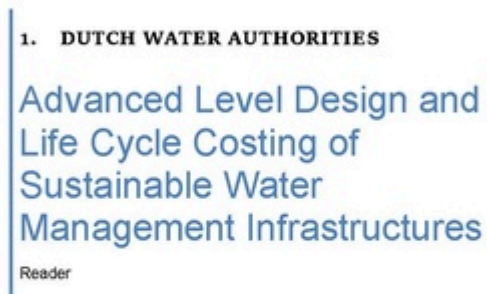 1. DUTCH WATER AUTHORITIES
Advanced Level Design and
Life Cycle Costing of
Sustainable Water
Management Infrastructures
Reader